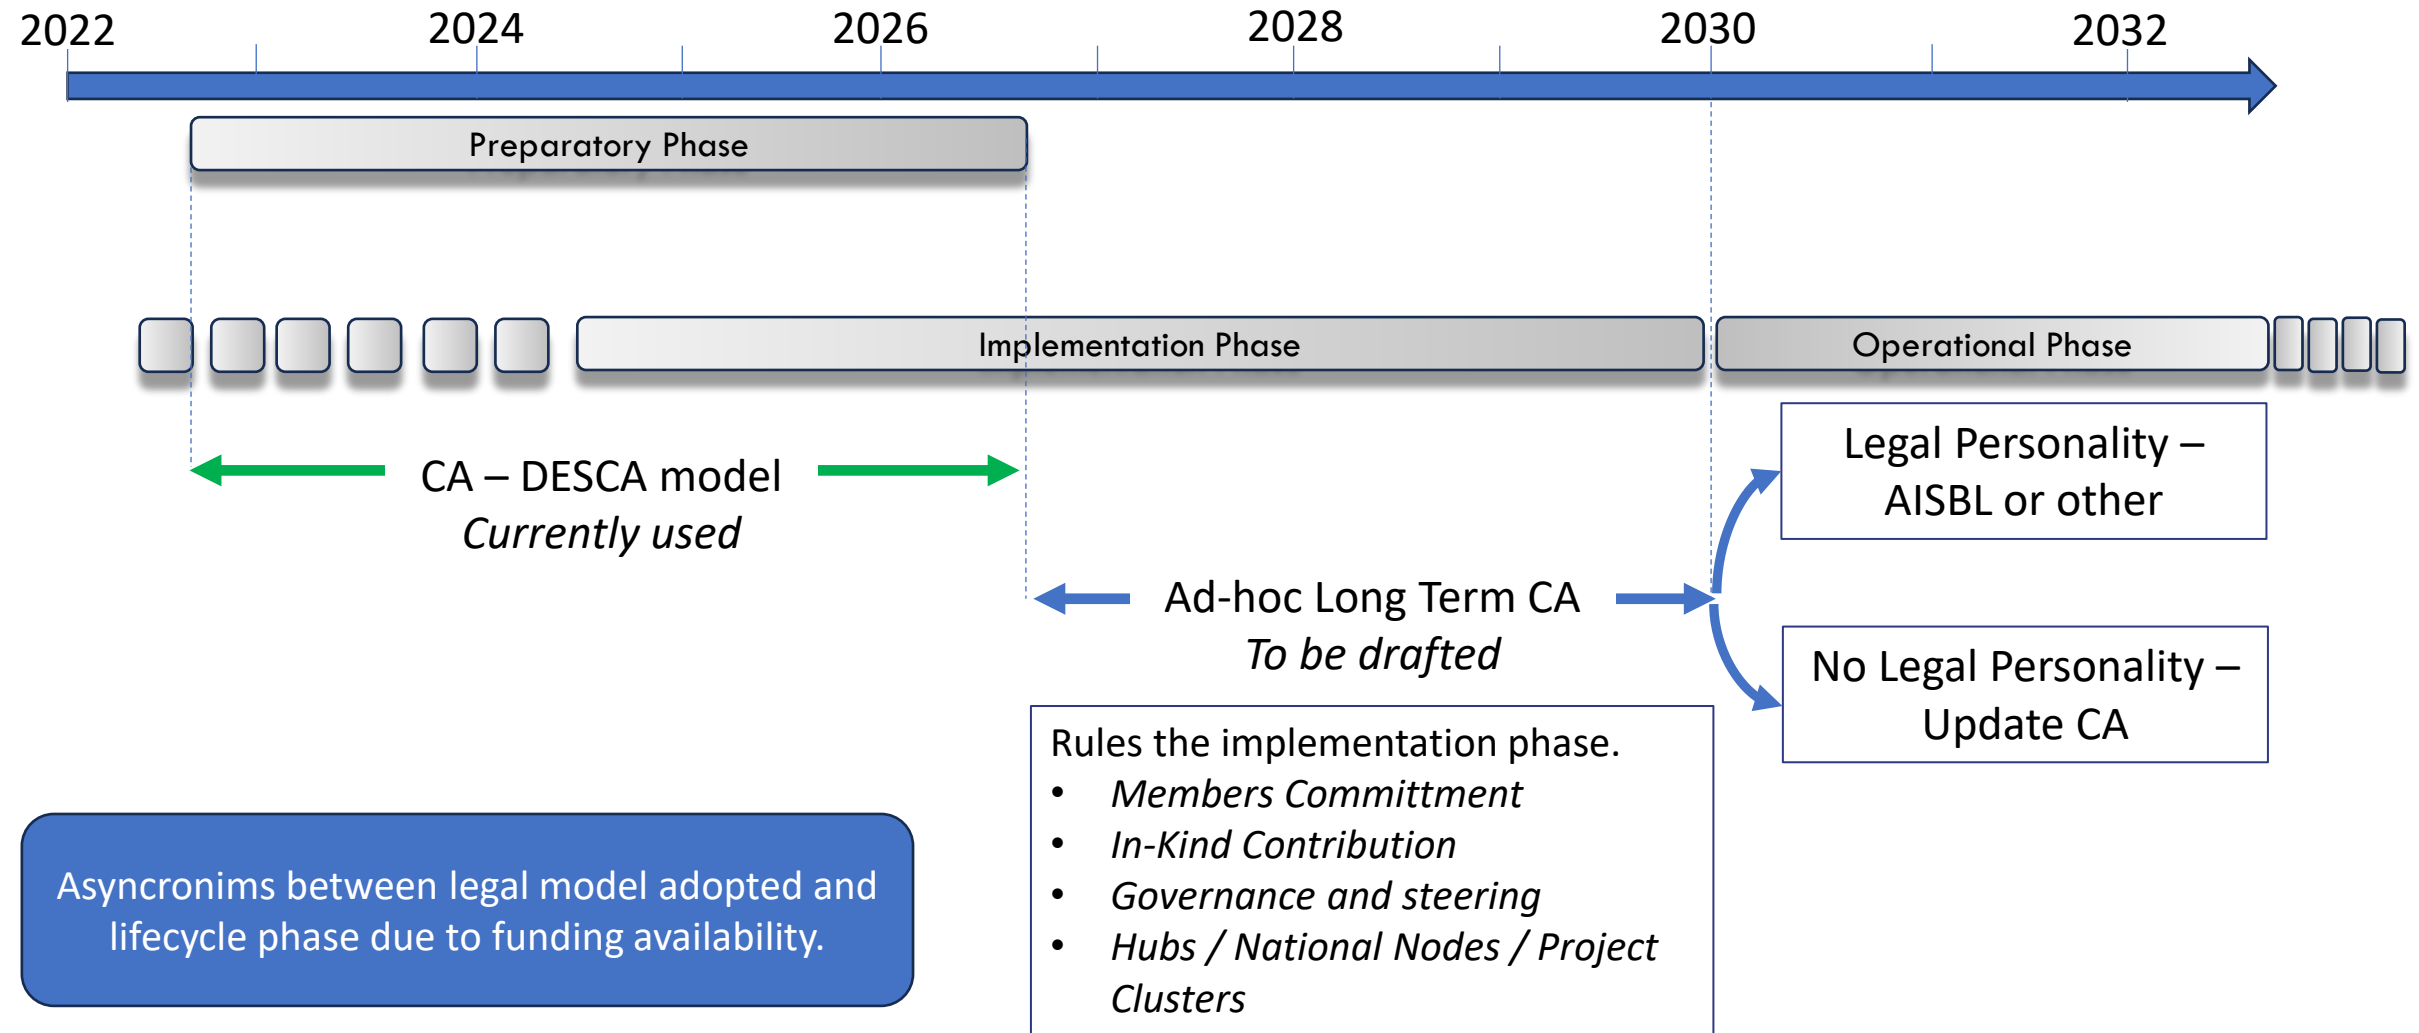 2022 2024 2026 2028 2030 2032
Preparatory Phase
Implementation Phase
Operational Phase
CA – DESCA model
Currently used
Legal Personality –
AISBL or other
Ad-hoc Long Term CA
To be drafted
No Legal Personality –
Update CA
Rules the implementation phase.
• Members Committment
• In-Kind Contribution
• Governance and steering
• Hubs / National Nodes / Project
Clusters
Asyncronims between legal model adopted and
lifecycle phase due to funding availability.